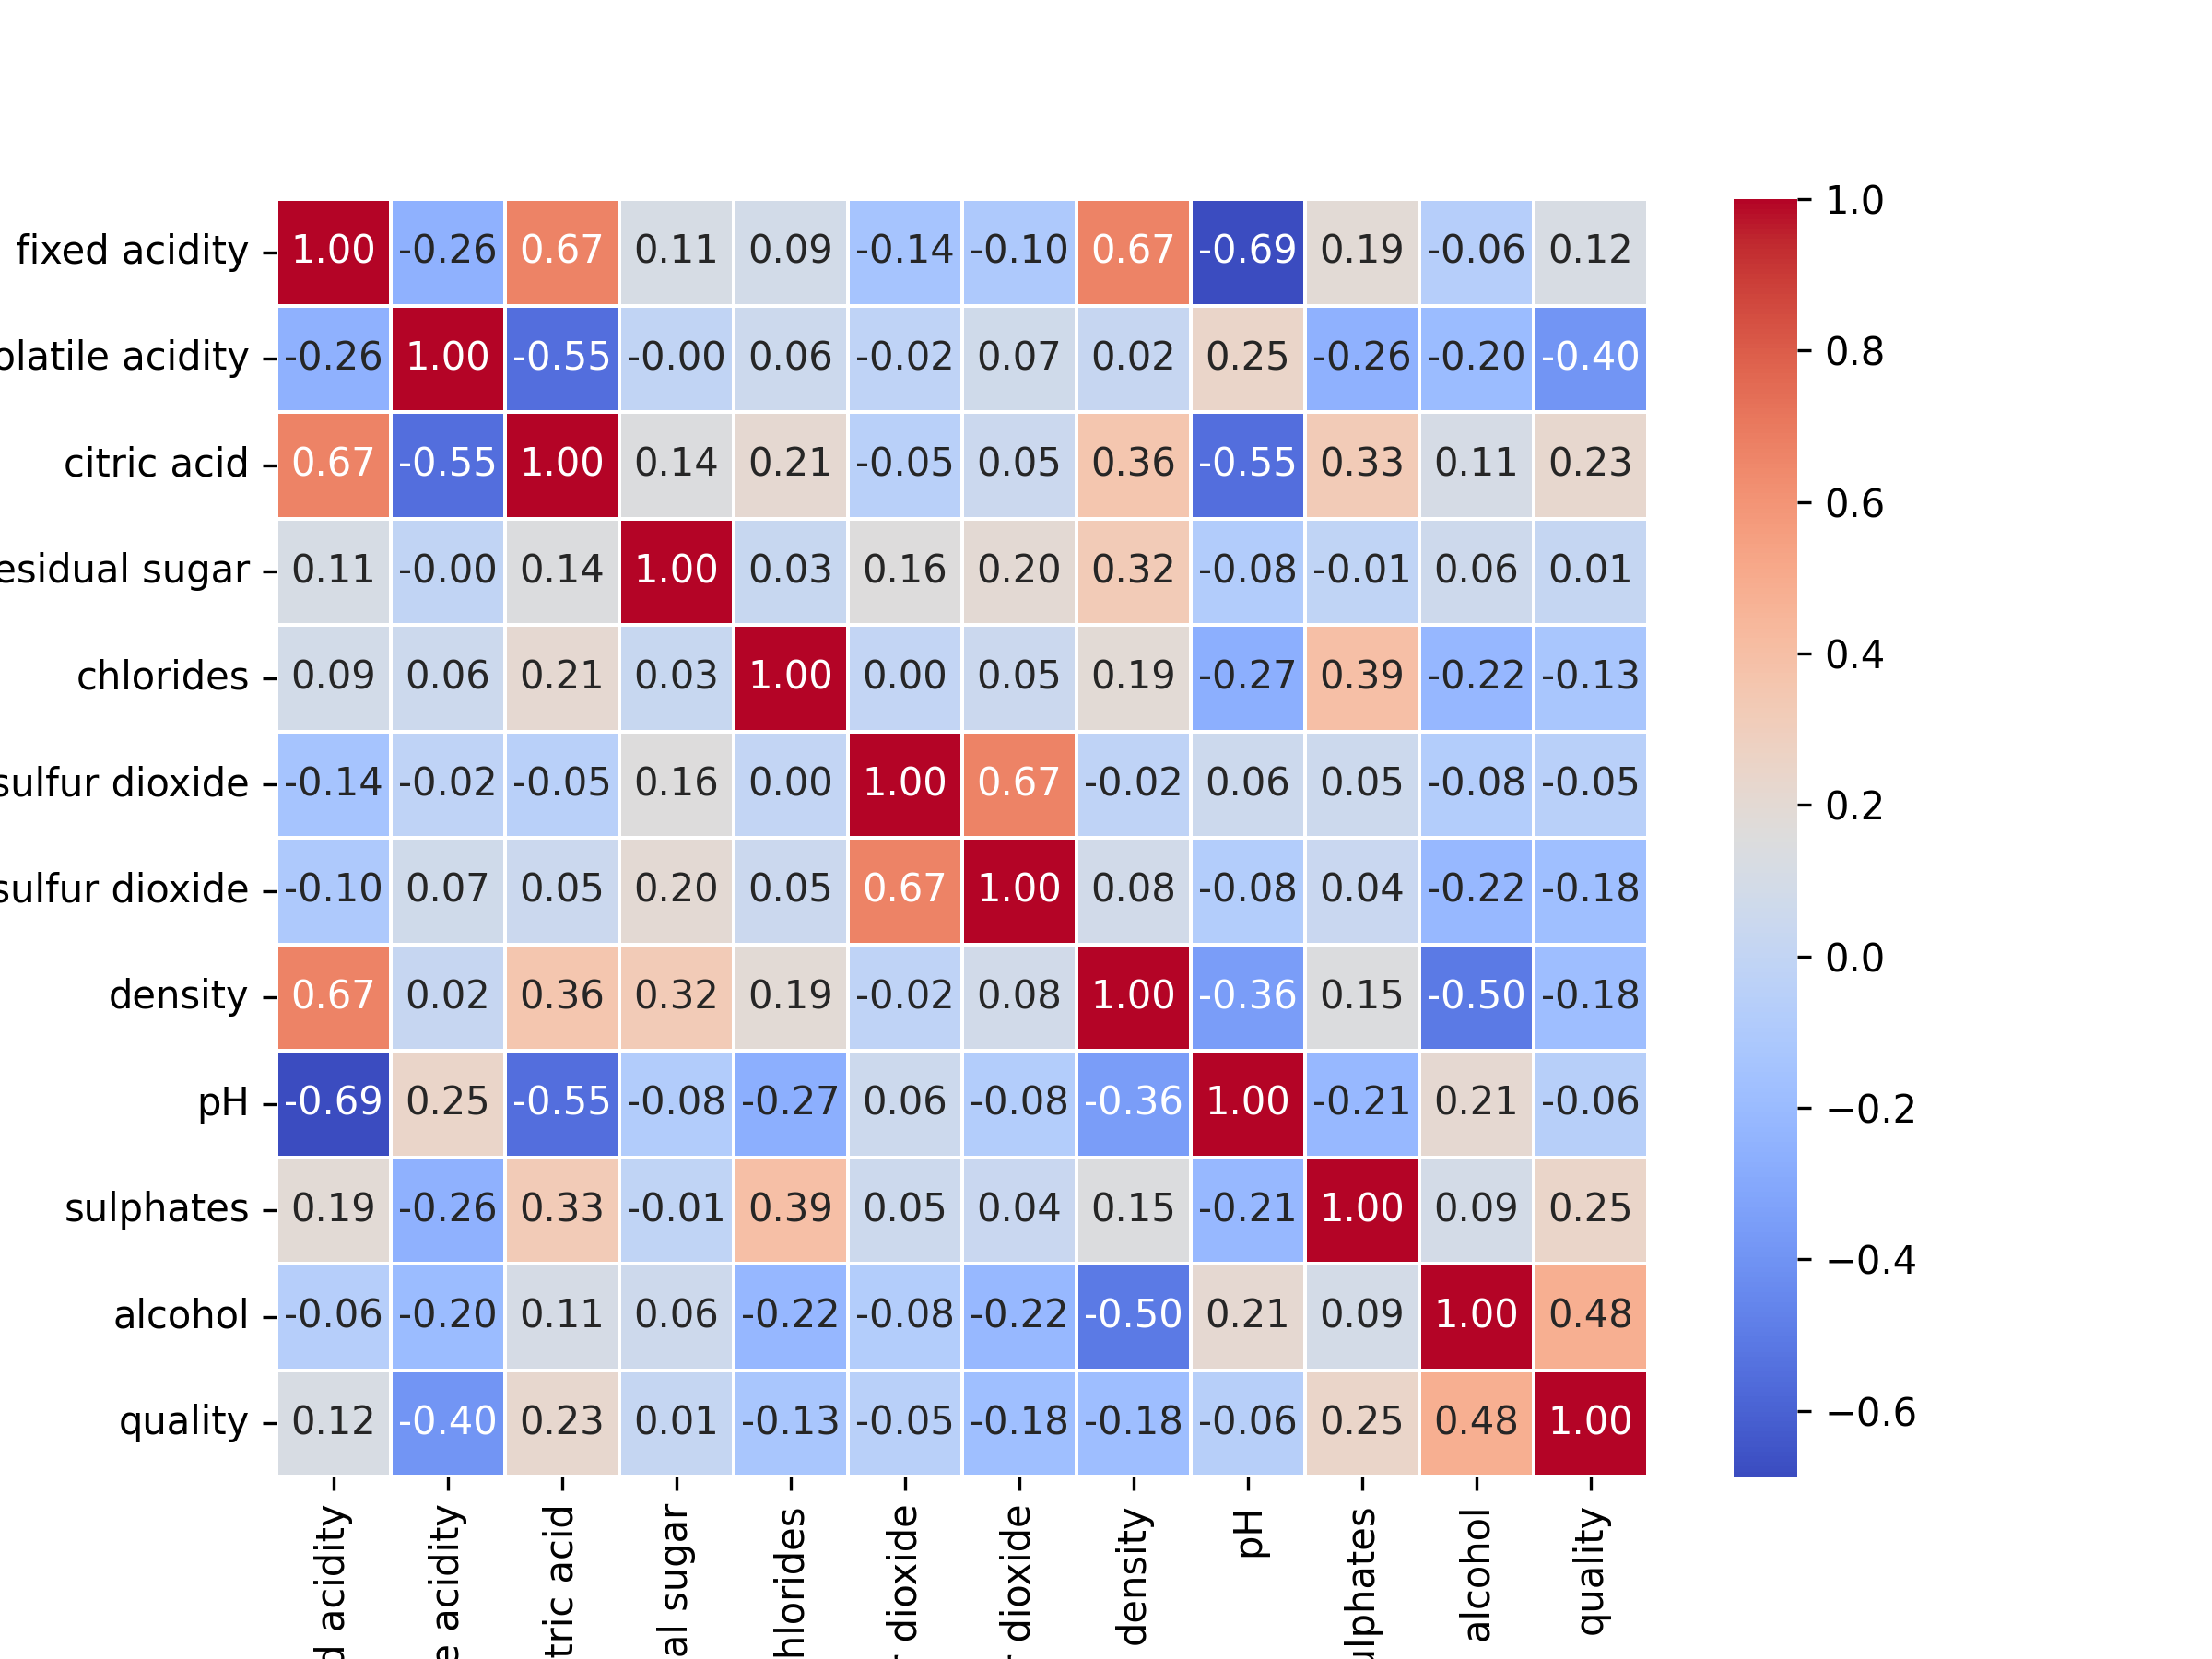 fixed acidity 1.00 -0.26 0.67 0.11 0.09 -0.14 -0.10 0.67 -0.69 0.19 -0.06 0.12
olatile acidity -0.26 1.00 -0.55 -0.00 0.06 -0.02 0.07 0.02 0.25 -0.26 -0.20 -0.40
citric acid 0.67 -0.55 1.00 0.14 0.21 -0.05 0.05 0.36 -0.55 0.33 0.11 0.23
esidual sugar 0.11 -0.00 0.14 1.00 0.03 0.16 0.20 0.32 -0.08 -0.01 0.06 0.01
chlorides 0.09 0.06 0.21 0.03 1.00 0.00 0.05 0.19 -0.27 0.39 -0.22 -0.13
sulfur dioxide -0.14 -0.02 -0.05 0.16 0.00 1.00 0.67 -0.02 0.06 0.05 -0.08 -0.05
sulfur dioxide -0.10 0.07 0.05 0.20 0.05 0.67 1.00 0.08 -0.08 0.04 -0.22 -0.18
density 0.67 0.02 0.36 0.32 0.19 -0.02 0.08 1.00 -0.36 0.15 -0.50 -0.18
pH -0.69 0.25 -0.55 -0.08 -0.27 0.06 -0.08 -0.36 1.00 -0.21 0.21 -0.06
sulphates 0.19 -0.26 0.33 -0.01 0.39 0.05 0.04 0.15 -0.21 1.00 0.09 0.25
alcohol -0.06 -0.20 0.11 0.06 -0.22 -0.08 -0.22 -0.50 0.21 0.09 1.00 0.48
quality 0.12 -0.40 0.23 0.01 -0.13 -0.05 -0.18 -0.18 -0.06 0.25 0.48 1.00
d acidity
e acidity
tric acid
al sugar
hlorides
r dioxide
r dioxide
density
pH
ulphates
alcohol
quality
1.0
0.8
0.6
0.4
0.2
0.0
−0.2
−0.4
−0.6